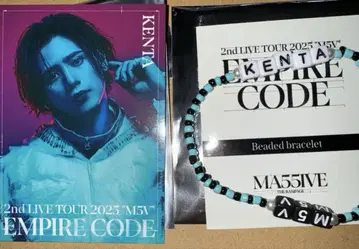 KENTA
2nd LIVE TOUR 2025 "M5V"
EMPIRE CODE
2nd LIVE TOUR 2025 "M5V"
KENTA
EMPIRE
CODE
Beaded bracelet
MA55IVE
THE RAMPAGE
M5V